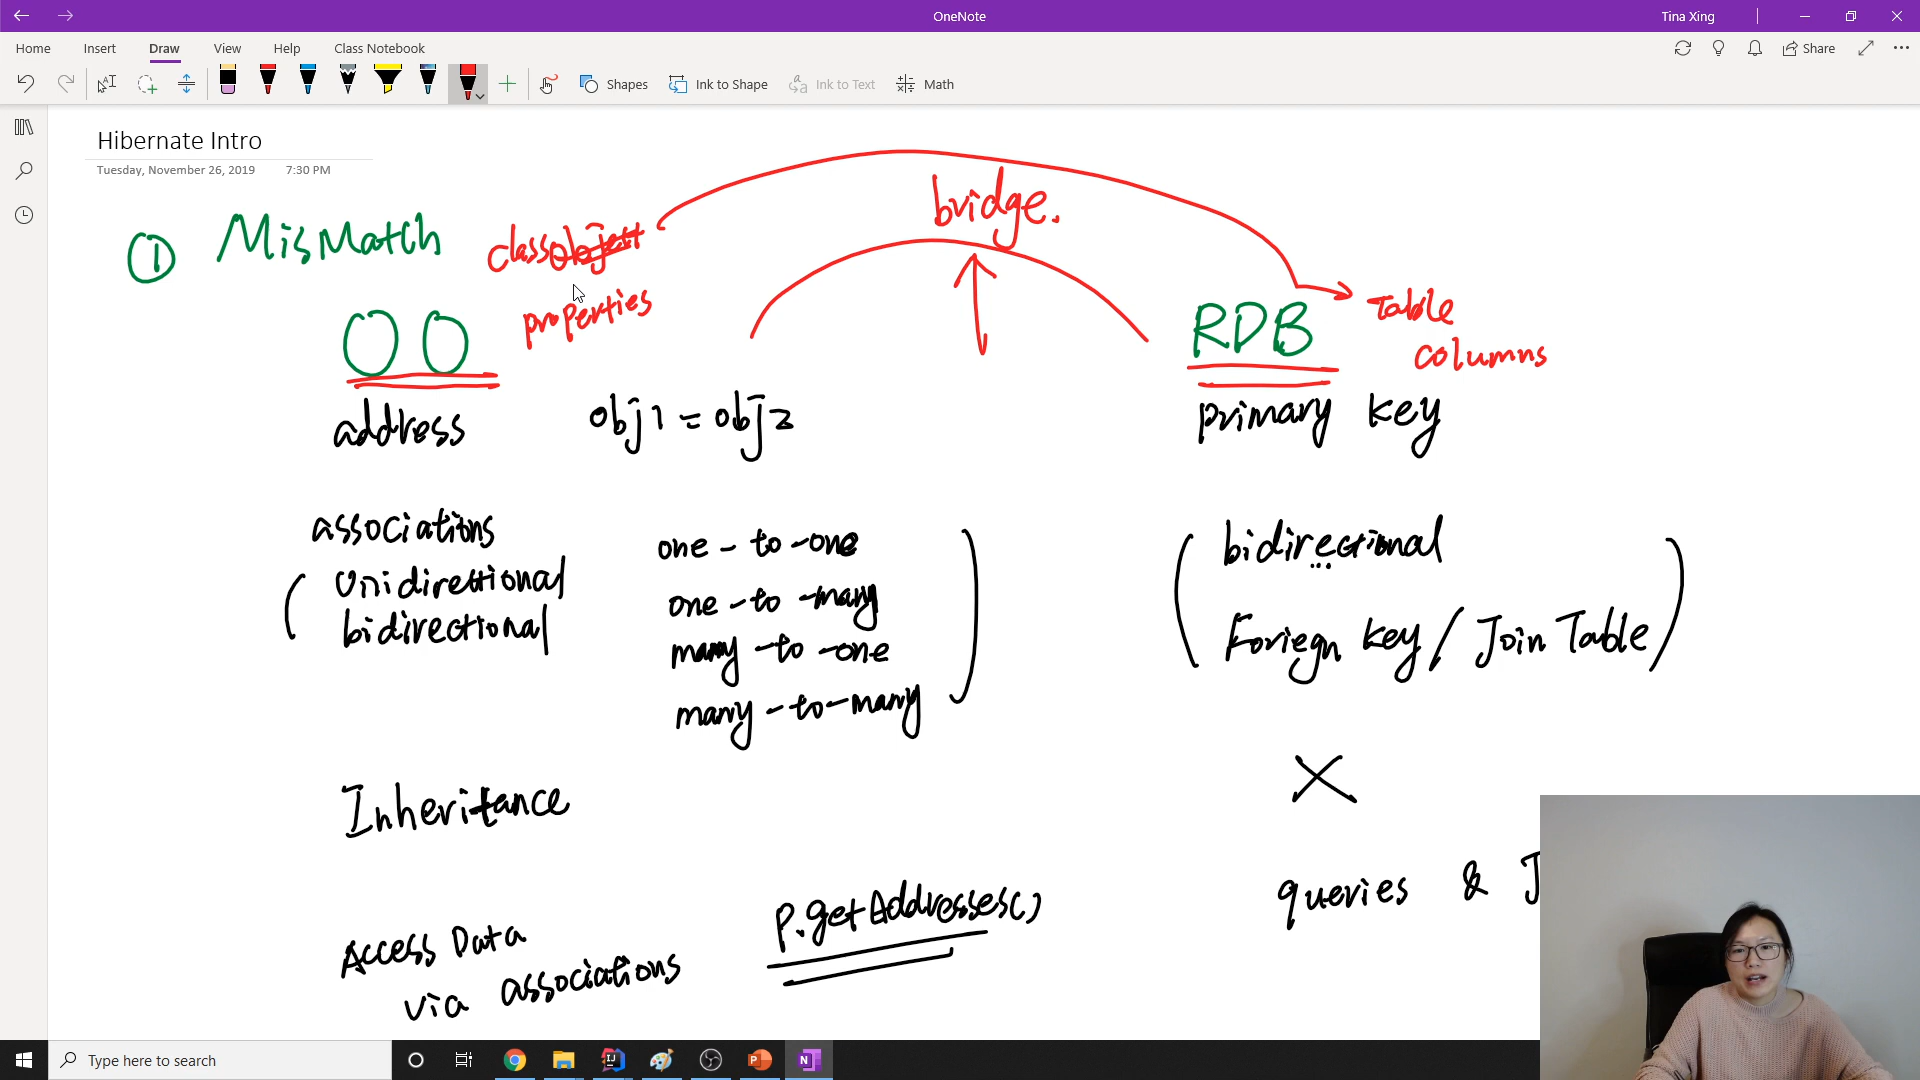 OneNote
Tina Xing
Home Insert Draw View Help Class Notebook
Share
Shapes Ink to Shape Ink to Text Math
Hibernate Intro
Tuesday, November 26, 2019 7:30 PM
bridge.
① MisMatch class object
properties
OO
RDB
Table
columns
address obj1 = obj2
primary key
associations
unidirectional
bidirectional
one-to-one
one-to-many
many-to-one
many-to-many
bidirectional
Foriegn key / Join Table
Inheritance
X
Access Data
via associations
P.getAddresses()
queries & J
Type here to search